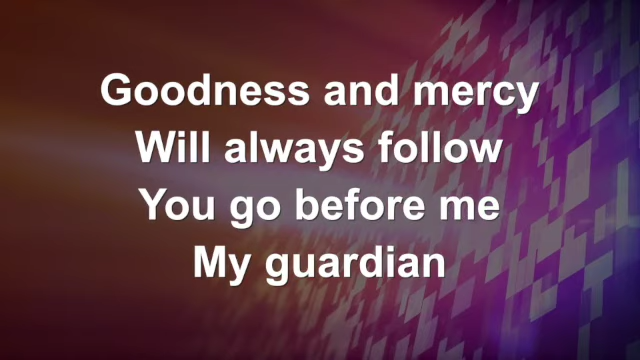 Goodness and mercy
Will always follow
You go before me
My guardian